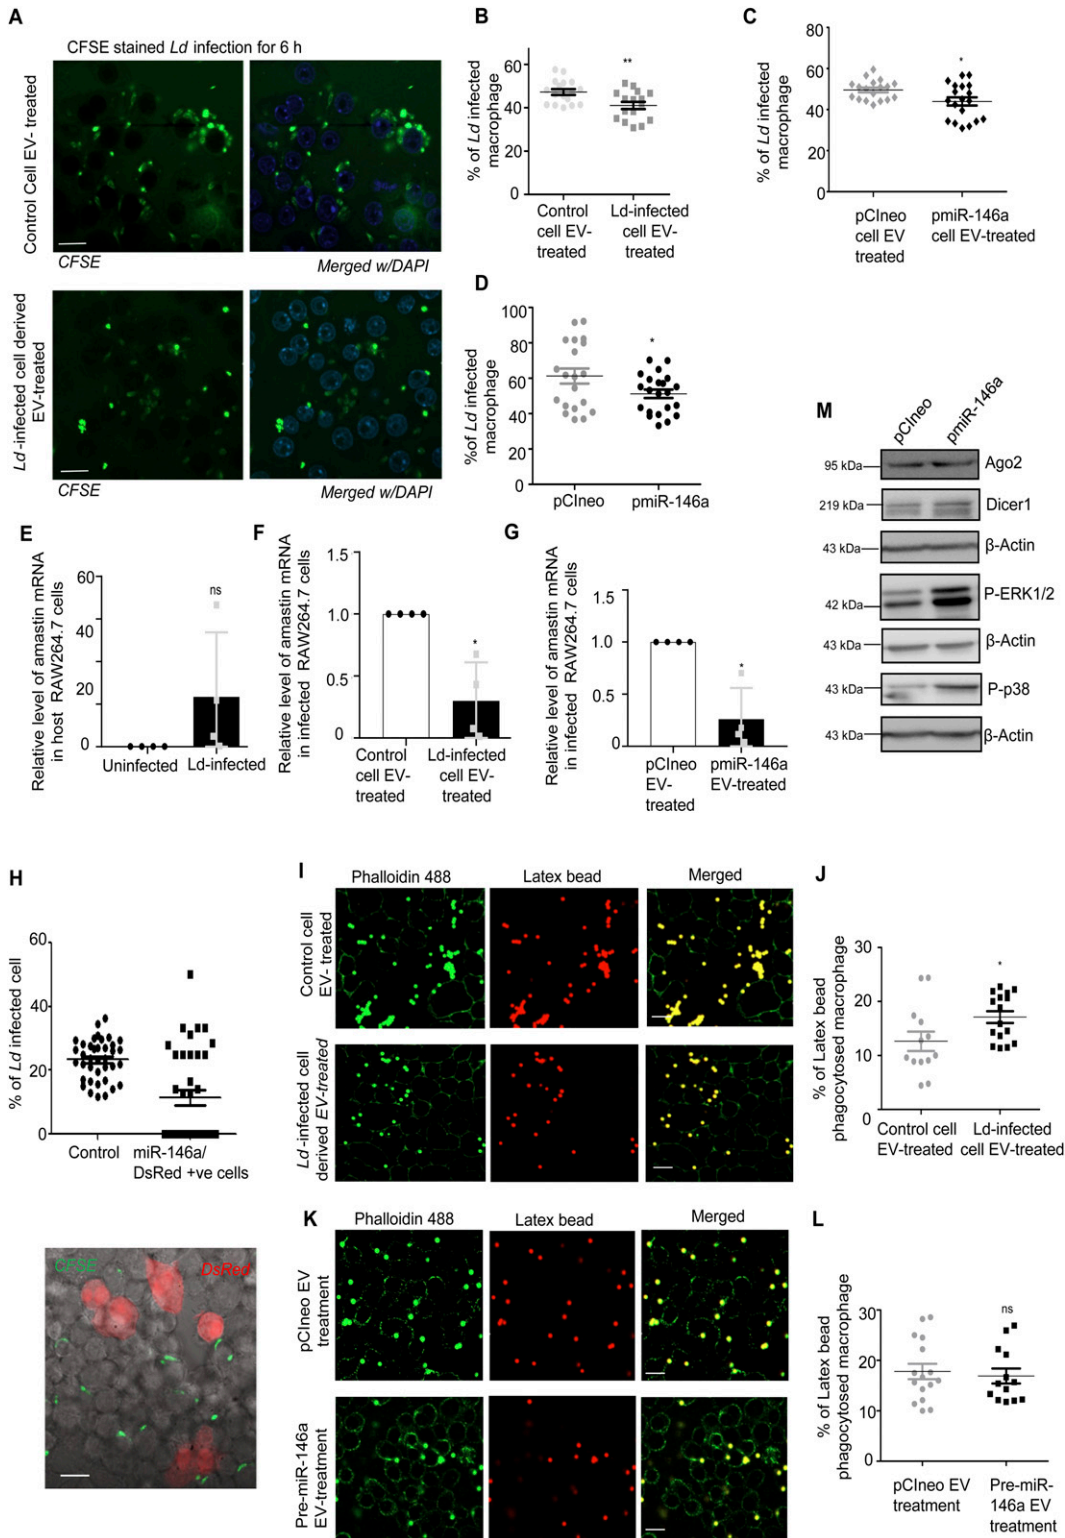 A
CFSE stained Ld infection for 6 h
Control Cell EV- treated
CFSE
Merged w/DAPI
Ld -infected cell derived
EV-treated
CFSE
Merged w/DAPI
B
% of Ld infected
macrophage
60
40
20
0
**
Control
cell EV-
treated
Ld-infected
cell EV-
treated
C
% of Ld infected
macrophage
80
60
40
20
0
*
pCIneo
cell EV
treated
pmiR-146a
cell EV-treated
D
%of Ld infected
macrophage
100
80
60
40
20
0
*
pCIneo
pmiR-146a
E
Relative level of amastin mRNA
in host RAW264.7 cells
60
40
20
0
ns
Uninfected
Ld-infected
F
Relative level of amastin mRNA
in infected RAW264.7 cells
1.5
1.0
0.5
0
*
Control
cell EV-
treated
Ld-infected
cell EV-
treated
G
Relative level of amastin mRNA
in infected RAW264.7 cells
1.5
1.0
0.5
0
*
pCIneo
EV-
treated
pmiR-146a
EV-treated
M
pCIneo
pmiR-146a
95 kDa
Ago2
219 kDa
Dicer1
43 kDa
β-Actin
42 kDa
P-ERK1/2
43 kDa
β-Actin
43 kDa
P-p38
43 kDa
β-Actin
H
% of Ld infected cell
60
40
20
0
Control
miR-146a/
DsRed +ve cells
CFSE
DsRed
I
Phalloidin 488
Latex bead
Merged
Control cell
EV- treated
Ld-infected cell
derived EV-treated
J
% of Latex bead
phagocytosed macrophage
30
20
10
0
*
Control cell
EV-treated
Ld-infected
cell EV-treated
K
Phalloidin 488
Latex bead
Merged
pCIneo EV
treatment
Pre-miR-146a
EV-treatment
L
% of Latex bead
phagocytosed macrophage
30
20
10
0
ns
pCIneo EV
treatment
Pre-miR-
146a EV
treatment